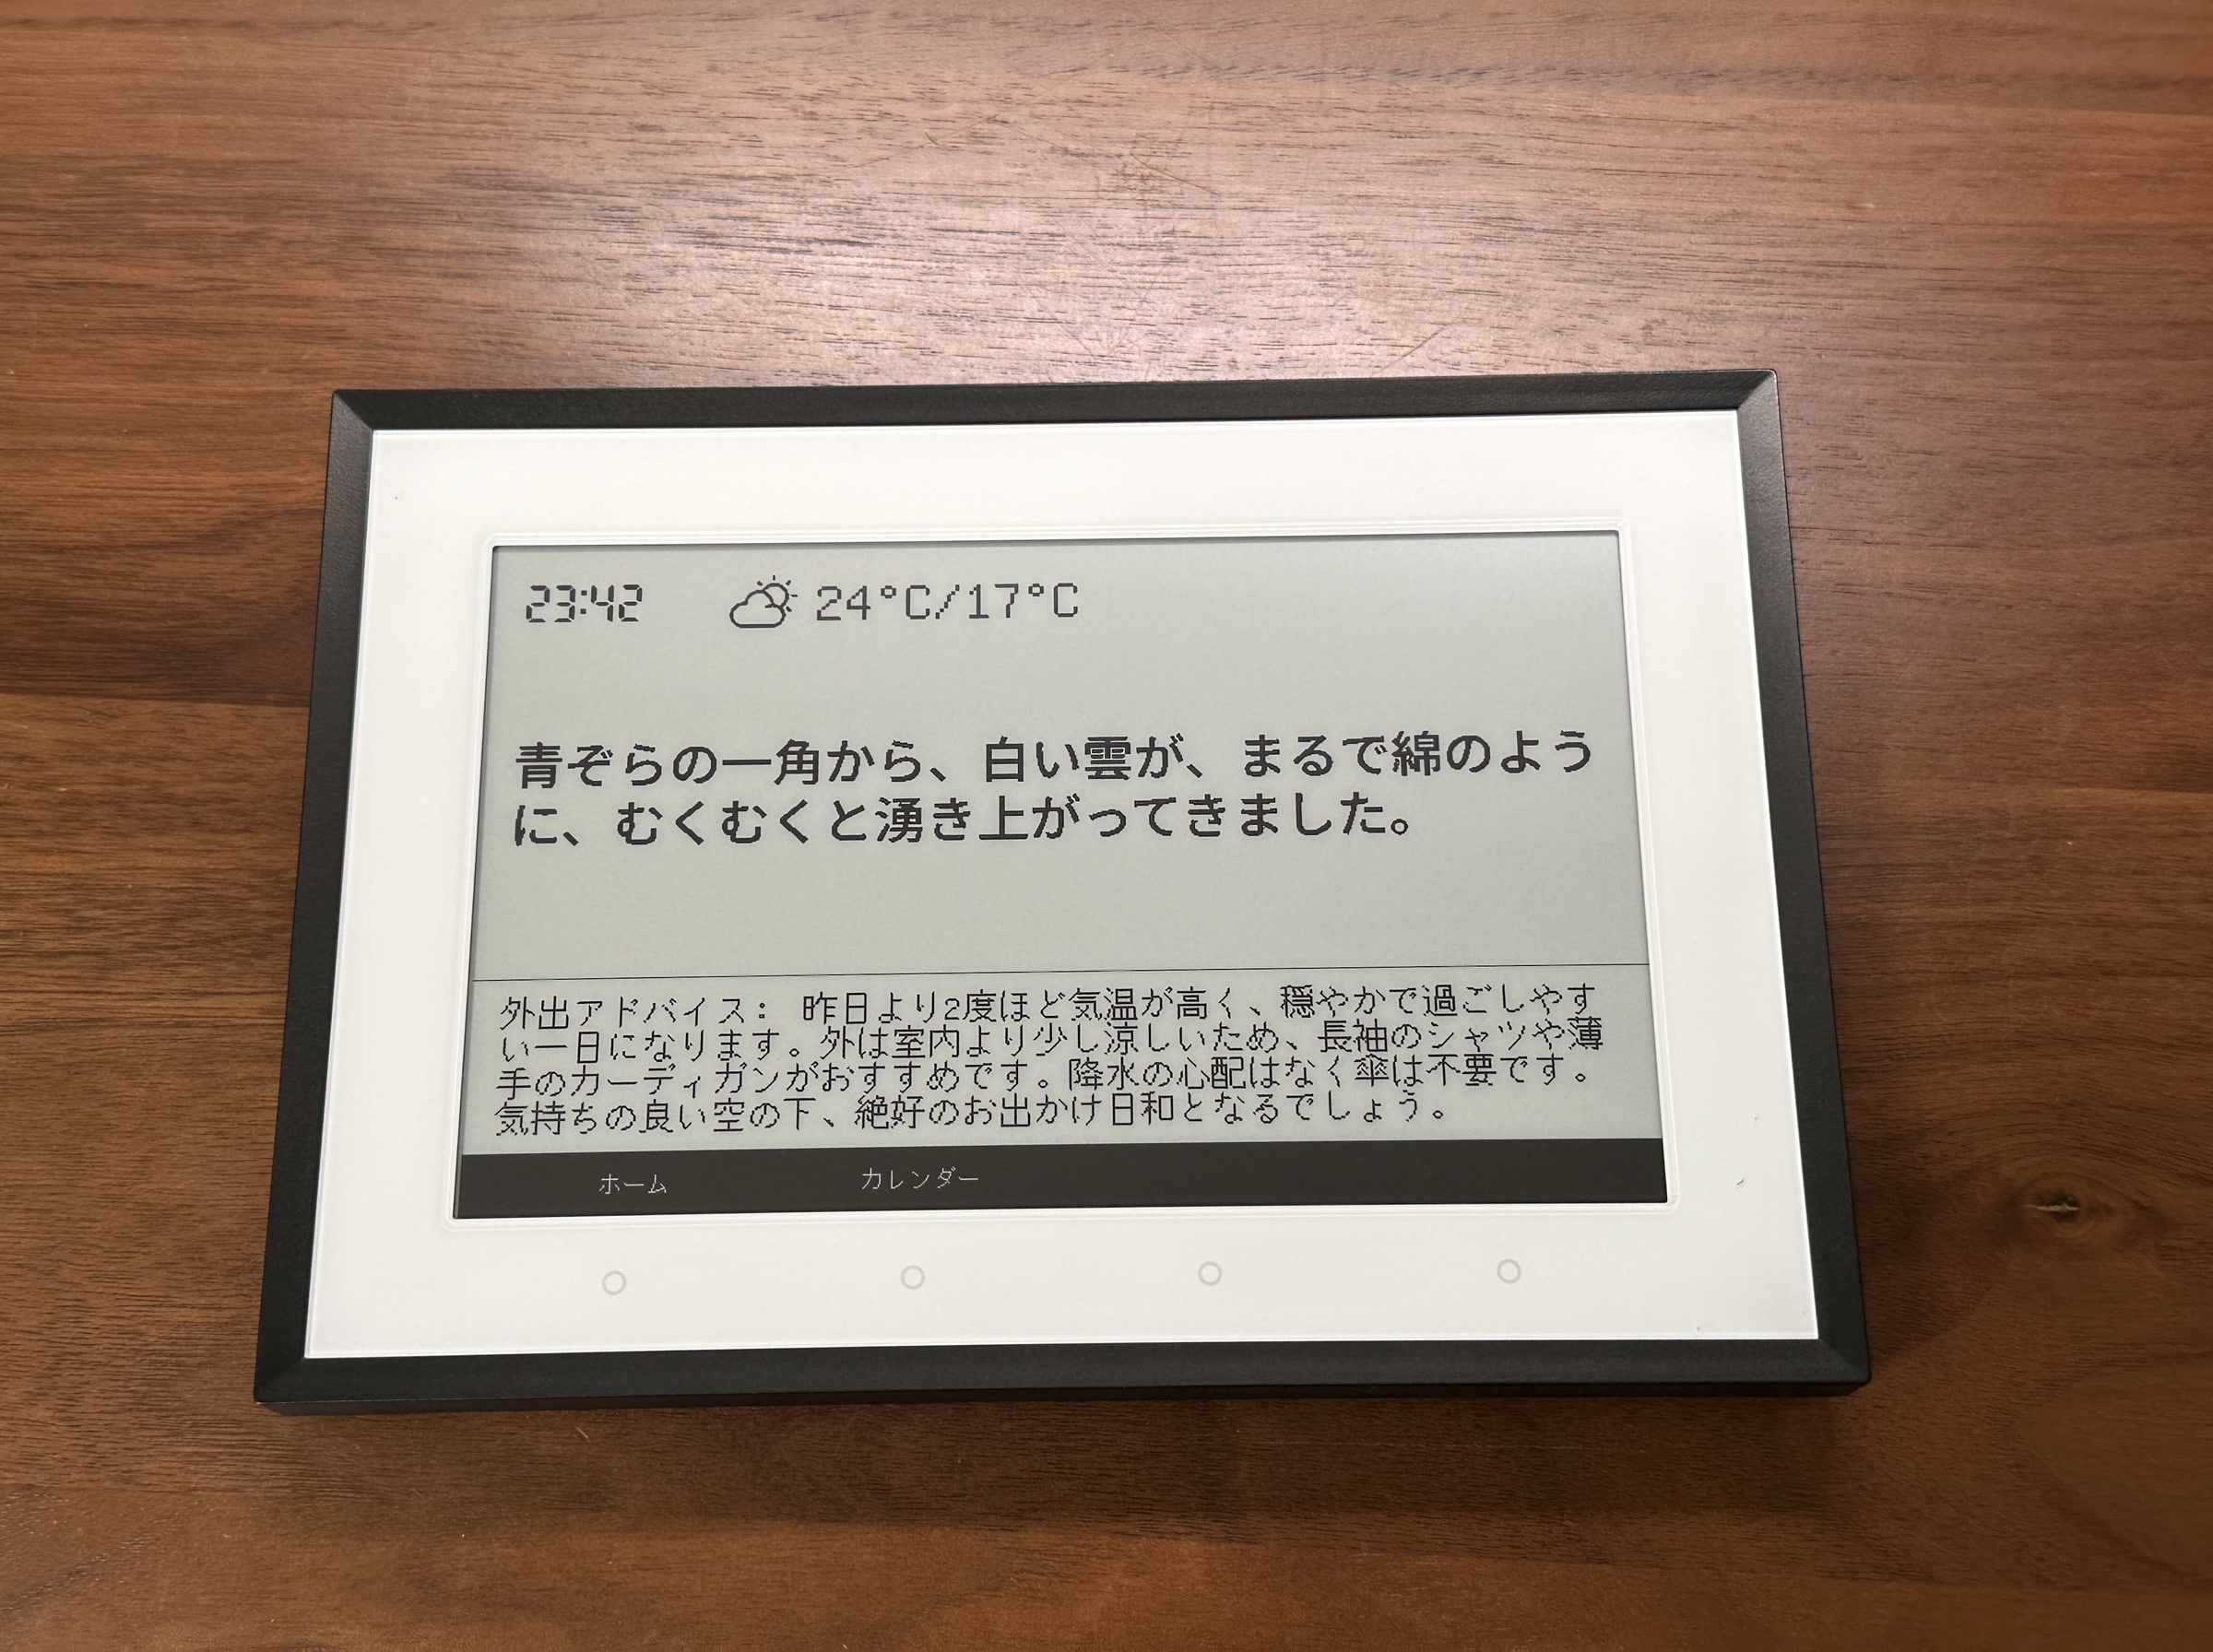 23:42 24°C/17°C
青ぞらの一角から、白い雲が、まるで綿のよう
に、むくむくと湧き上がってきました。
外出アドバイス: 昨日より2度ほど気温が高く、穏やかで過ごしやす
い一日になります。外は室内より少し涼しいため、長袖のシャツや薄
手のカーディガンがおすすめです。降水の心配はなく傘は不要です。
気持ちの良い空の下、絶好のお出かけ日和となるでしょう。
ホーム カレンダー